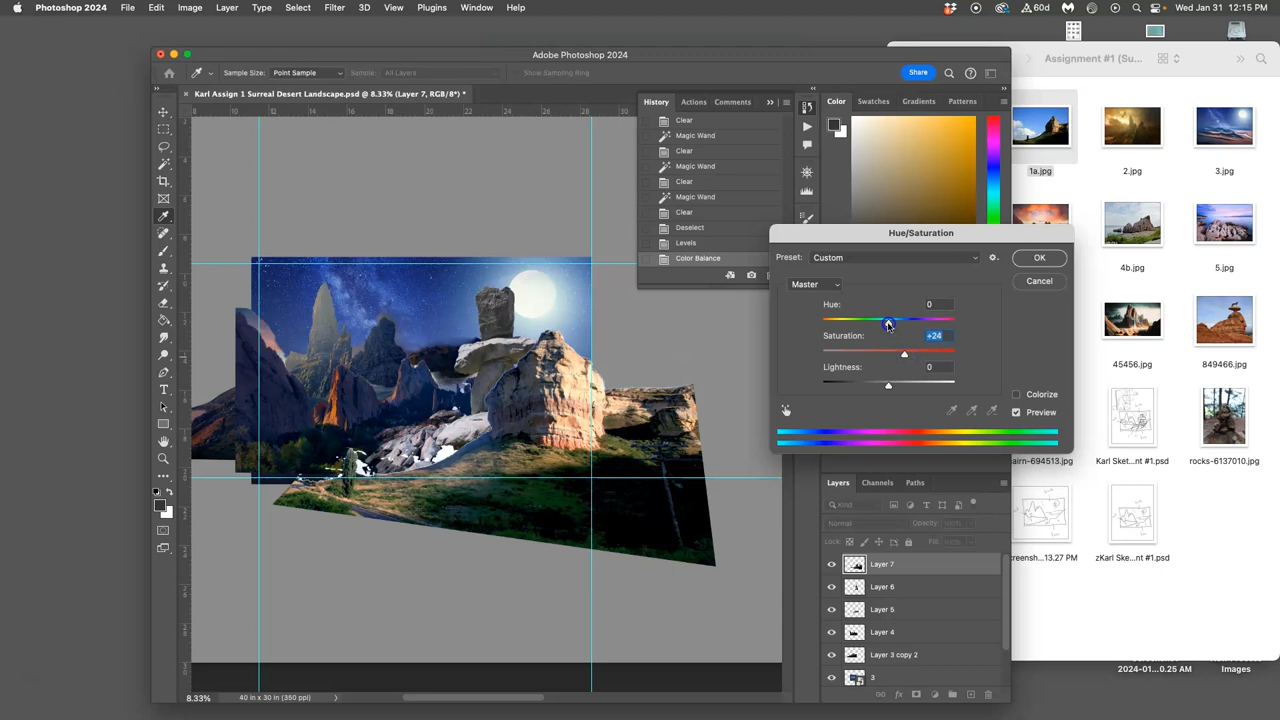 Photoshop 2024 File Edit Image Layer Type Select Filter 3D View Plugins Window Help
60d Wed Jan 31 12:15 PM
Adobe Photoshop 2024
Assignment #1 (Su...
Sample Size: Point Sample Sample: All Layers Show Sampling Ring Share
Karl Assign 1 Surreal Desert Landscape.psd @ 8.33% (Layer 7, RGB/8*) *
History Actions Comments
Color Swatches Gradients Patterns
Clear
Magic Wand
Clear
Magic Wand
Clear
Magic Wand
Clear
Deselect
Levels
Color Balance
Hue/Saturation
Preset: Custom
OK
Cancel
Master
Hue: 0
Saturation: +24
Lightness: 0
Colorize
Preview
Layers Channels Paths
Kind
Normal Opacity: 100%
Lock: Fill: 100%
Layer 7
Layer 6
Layer 5
Layer 4
Layer 3 copy 2
3
8.33% 40 in x 30 in (350 ppi)
1a.jpg 2.jpg 3.jpg
4b.jpg 5.jpg
45456.jpg 849466.jpg
cairn-694513.jpg Karl Sket...nt #1.psd rocks-6137010.jpg
creensh...13.27 PM zKarl Ske...nt #1.psd
2024-01...0.25 AM Images